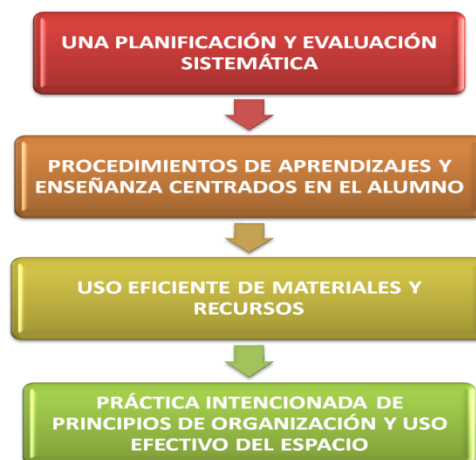 UNA PLANIFICACIÓN Y EVALUACIÓN
SISTEMÁTICA
PROCEDIMIENTOS DE APRENDIZAJES Y
ENSEÑANZA CENTRADOS EN EL ALUMNO
USO EFICIENTE DE MATERIALES Y
RECURSOS
PRÁCTICA INTENCIONADA DE
PRINCIPIOS DE ORGANIZACIÓN Y USO
EFECTIVO DEL ESPACIO